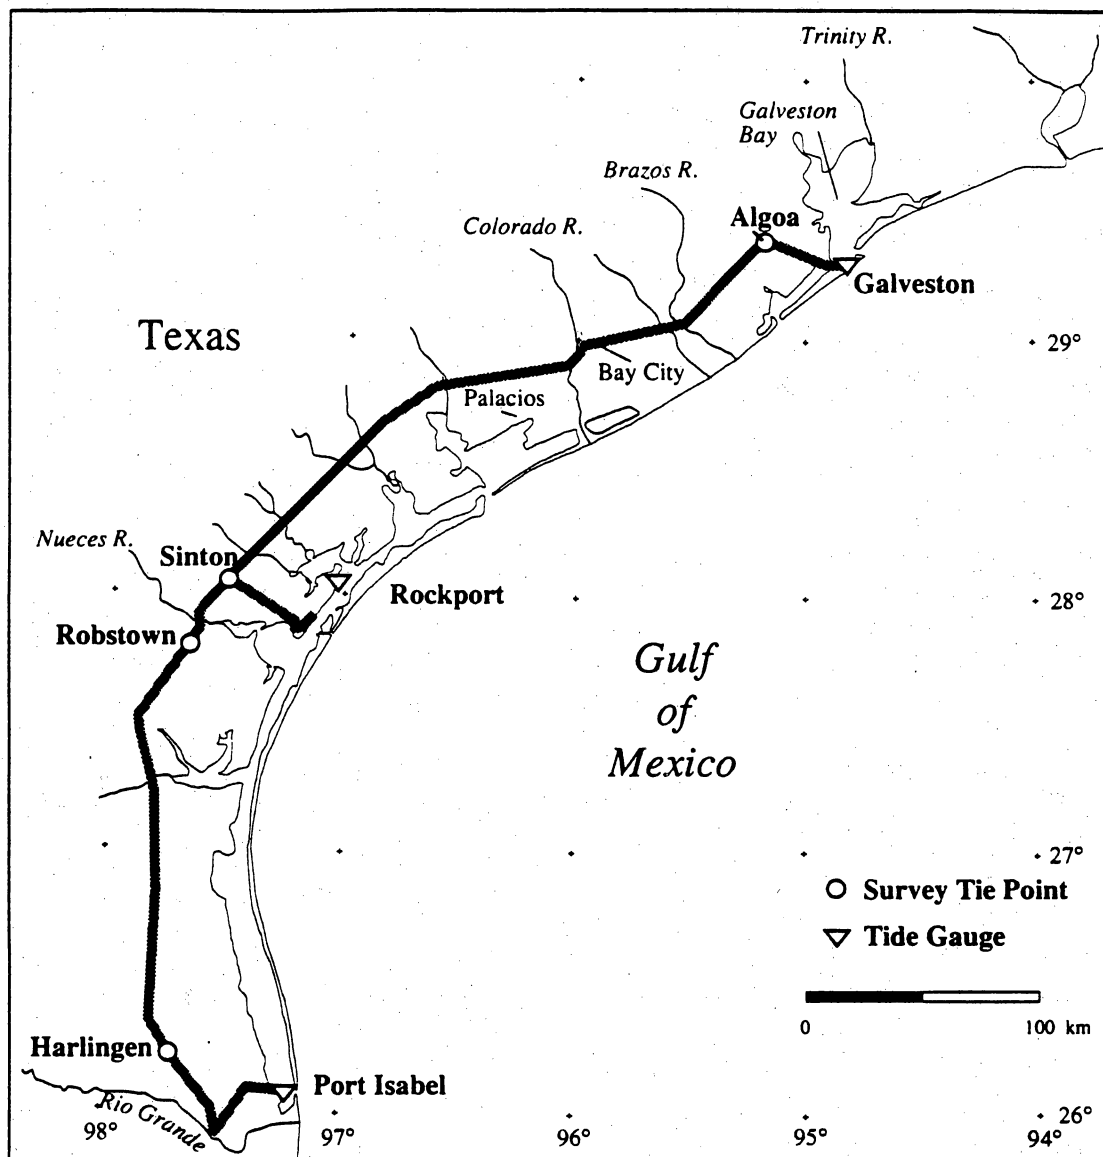 Trinity R.
Galveston
Bay
Brazos R.
Algoa
Colorado R.
Galveston
Texas
29°
Bay City
Palacios
Nueces R.
Sinton
Rockport
28°
Robstown
Gulf
of
Mexico
27°
Survey Tie Point
Tide Gauge
0
100 km
Harlingen
Port Isabel
Rio Grande
26°
98°
97°
96°
95°
94°